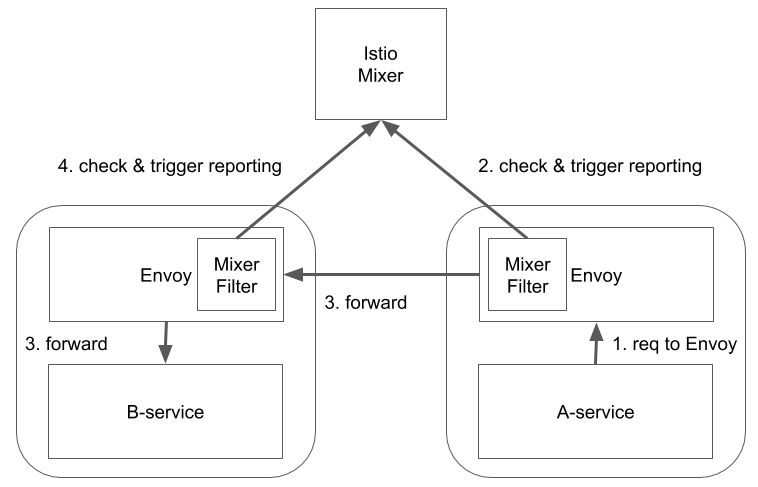 Istio
Mixer
4. check & trigger reporting
2. check & trigger reporting
Envoy
Mixer
Filter
Mixer
Filter
Envoy
3. forward
3. forward
1. req to Envoy
B-service
A-service